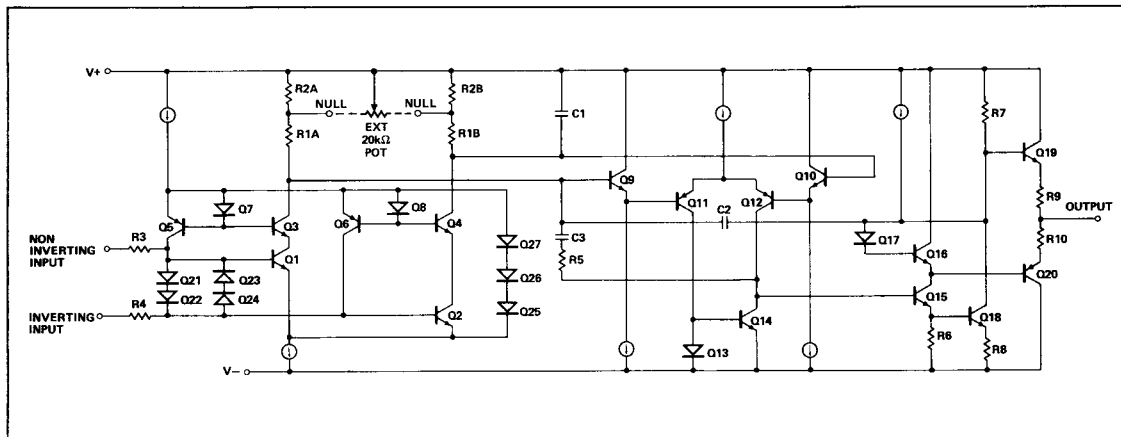 V+
R2A
R2B
NULL
NULL
R1A
R1B
EXT
20kΩ
POT
C1
R7
Q19
Q9
Q10
Q11
Q12
R9
OUTPUT
R10
Q5
Q7
Q3
Q6
Q8
Q4
C2
C3
R5
Q17
Q16
Q20
NON
INVERTING
INPUT
R3
Q1
Q27
Q21
Q23
Q26
Q22
Q24
Q25
INVERTING
INPUT
R4
Q2
Q14
Q15
Q18
Q13
R6
R8
V–